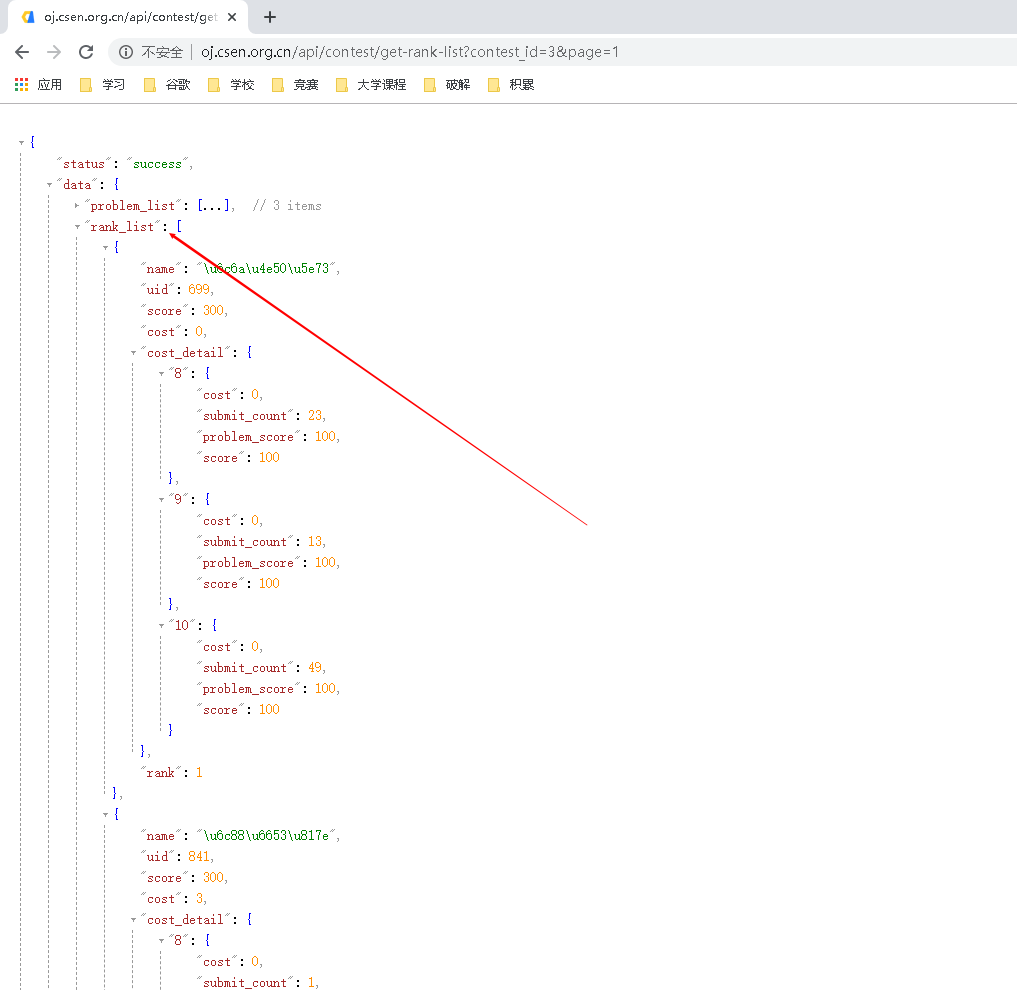 oj.csen.org.cn/api/contest/get
不安全 oj.csen.org.cn/api/contest/get-rank-list?contest_id=3&page=1
应用 学习 谷歌 学校 竞赛 大学课程 破解 积累
{
"status": "success",
"data": {
"problem_list": [...], // 3 items
"rank_list": [
{
"name": "\u6c6a\u4e50\u5e73",
"uid": 699,
"score": 300,
"cost": 0,
"cost_detail": {
"8": {
"cost": 0,
"submit_count": 23,
"problem_score": 100,
"score": 100
},
"9": {
"cost": 0,
"submit_count": 13,
"problem_score": 100,
"score": 100
},
"10": {
"cost": 0,
"submit_count": 49,
"problem_score": 100,
"score": 100
}
},
"rank": 1
},
{
"name": "\u6c88\u6653\u817e",
"uid": 841,
"score": 300,
"cost": 3,
"cost_detail": {
"8": {
"cost": 0,
"submit_count": 1,